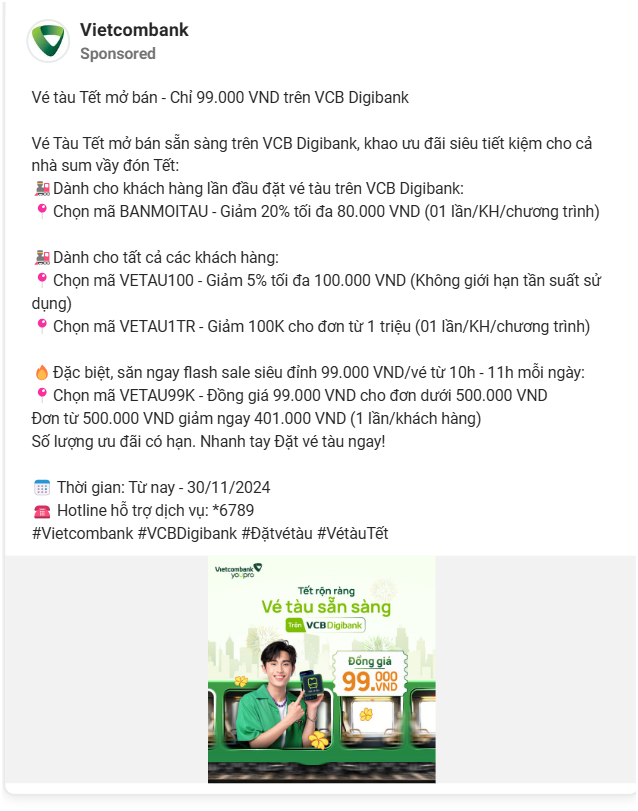 Vietcombank
Sponsored
Vé tàu Tết mở bán - Chỉ 99.000 VND trên VCB Digibank
Vé Tàu Tết mở bán sẵn sàng trên VCB Digibank, khao ưu đãi siêu tiết kiệm cho cả
nhà sum vầy đón Tết:
🚂Dành cho khách hàng lần đầu đặt vé tàu trên VCB Digibank:
📍Chọn mã BANMOITAU - Giảm 20% tối đa 80.000 VND (01 lần/KH/chương trình)
🚂Dành cho tất cả các khách hàng:
📍Chọn mã VETAU100 - Giảm 5% tối đa 100.000 VND (Không giới hạn tần suất sử
dụng)
📍Chọn mã VETAU1TR - Giảm 100K cho đơn từ 1 triệu (01 lần/KH/chương trình)
🔥Đặc biệt, săn ngay flash sale siêu đỉnh 99.000 VND/vé từ 10h - 11h mỗi ngày:
📍Chọn mã VETAU99K - Đồng giá 99.000 VND cho đơn dưới 500.000 VND
Đơn từ 500.000 VND giảm ngay 401.000 VND (1 lần/khách hàng)
Số lượng ưu đãi có hạn. Nhanh tay Đặt vé tàu ngay!
📅 Thời gian: Từ nay - 30/11/2024
☎️ Hotline hỗ trợ dịch vụ: *6789
#Vietcombank #VCBDigibank #Đặtvétàu #VétàuTết
Vietcombank
youpro
Tết rộn ràng
Vé tàu sẵn sàng
Trên VCB Digibank
Đồng giá
99.000
VND